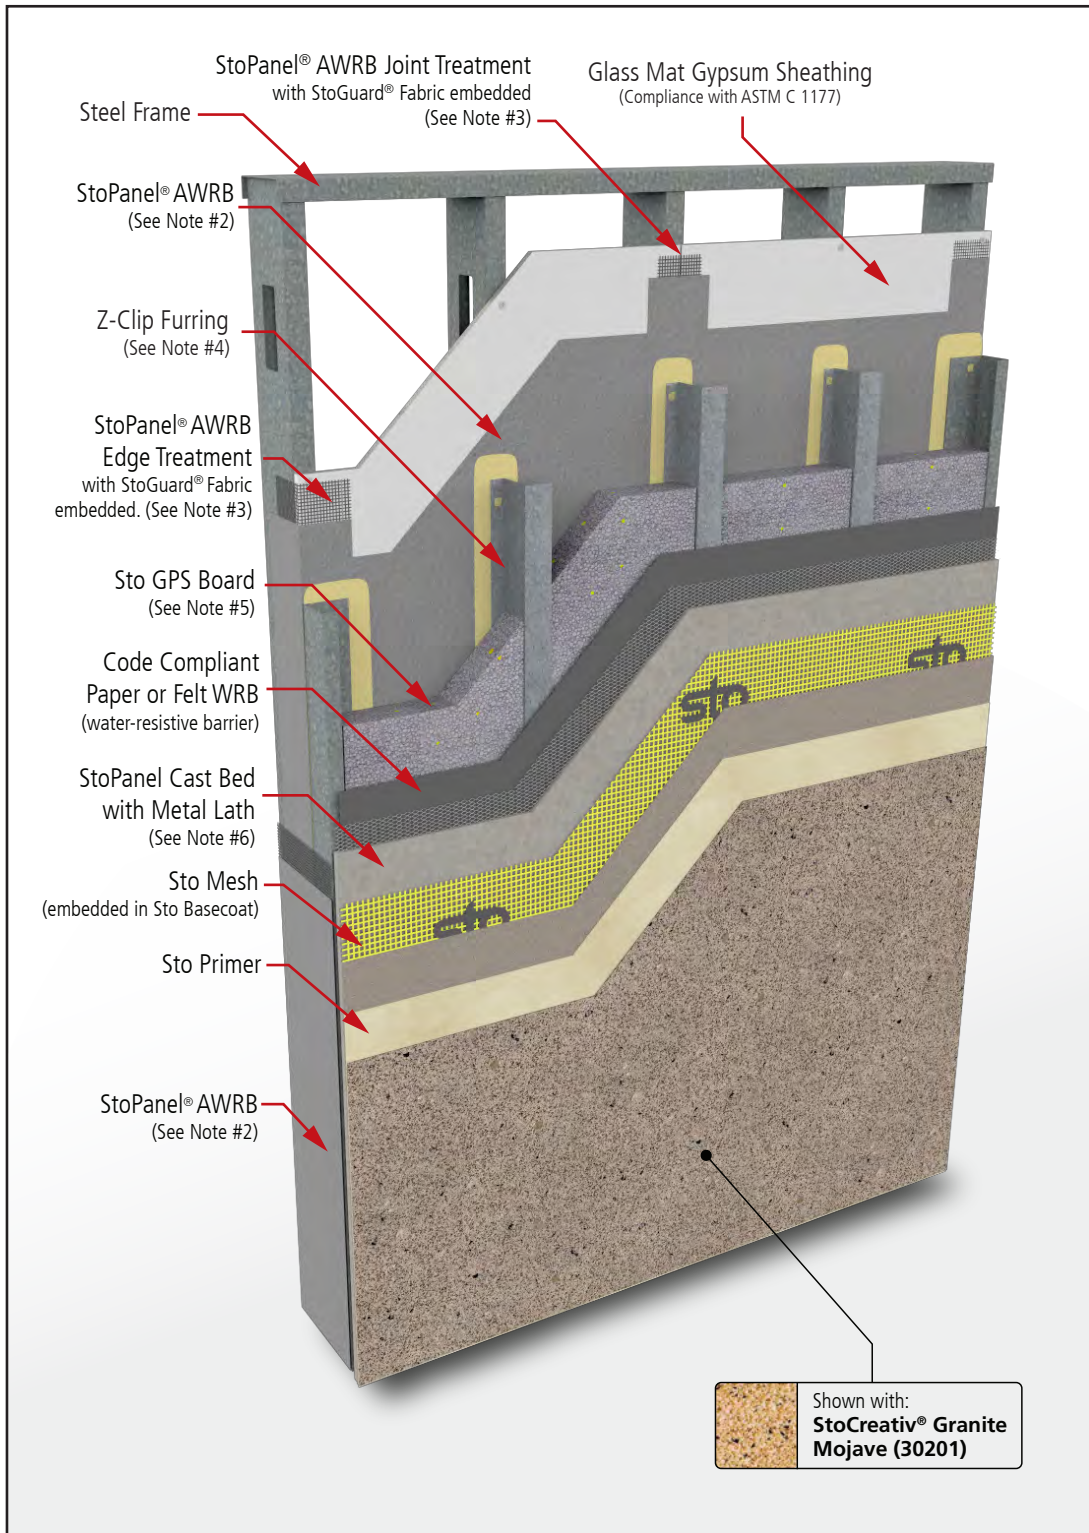 StoPanel® AWRB Joint Treatment
with StoGuard® Fabric embedded
(See Note #3)
Glass Mat Gypsum Sheathing
(Compliance with ASTM C 1177)
Steel Frame
StoPanel® AWRB
(See Note #2)
Z-Clip Furring
(See Note #4)
StoPanel® AWRB
Edge Treatment
with StoGuard® Fabric
embedded. (See Note #3)
Sto GPS Board
(See Note #5)
Code Compliant
Paper or Felt WRB
(water-resistive barrier)
StoPanel Cast Bed
with Metal Lath
(See Note #6)
Sto Mesh
(embedded in Sto Basecoat)
Sto Primer
StoPanel® AWRB
(See Note #2)
sto
sto
sto
Shown with:
StoCreativ® Granite
Mojave (30201)